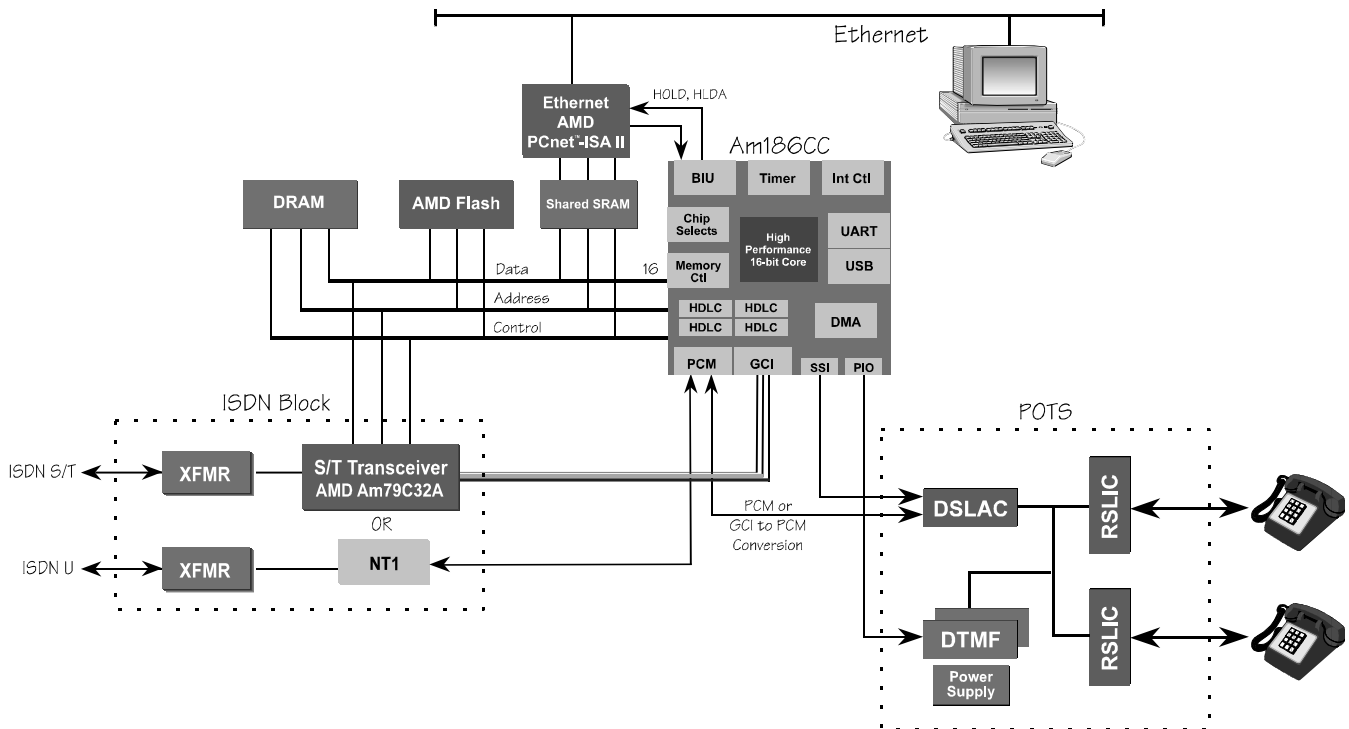 Ethernet
Ethernet
AMD
PCnet™-ISA II
HOLD, HLDA
Am186CC
BIU
Timer
Int Ctl
DRAM
AMD Flash
Shared SRAM
Chip
Selects
High
Performance
16-bit Core
UART
USB
Data
16
Memory
Ctl
Address
HDLC
HDLC
DMA
Control
HDLC
HDLC
PCM
GCI
SSI
PIO
ISDN Block
POTS
ISDN S/T
XFMR
S/T Transceiver
AMD Am79C32A
OR
PCM or
GCI to PCM
Conversion
DSLAC
RSLIC
ISDN U
XFMR
NT1
DTMF
RSLIC
Power
Supply